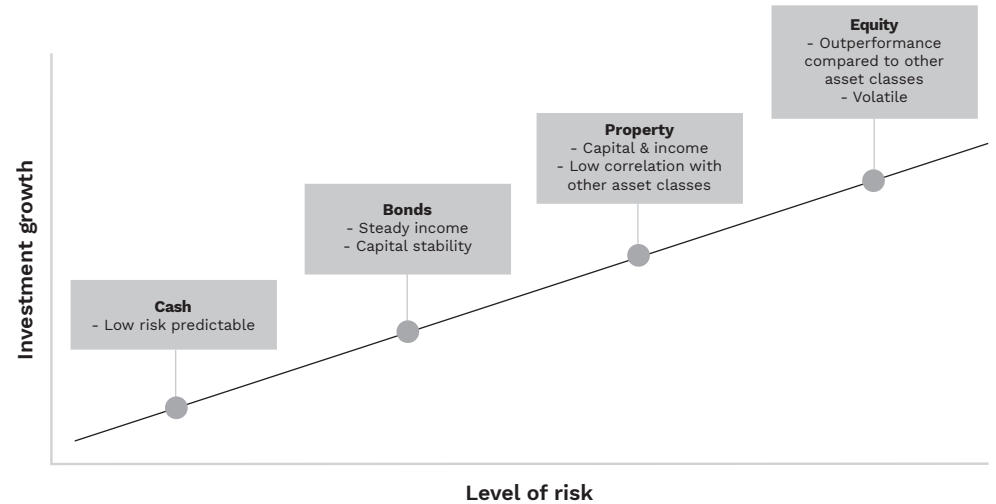 Equity
- Outperformance
compared to other
asset classes
- Volatile
Property
- Capital & income
- Low correlation with
other asset classes
Bonds
- Steady income
- Capital stability
Cash
- Low risk predictable
Investment growth
Level of risk